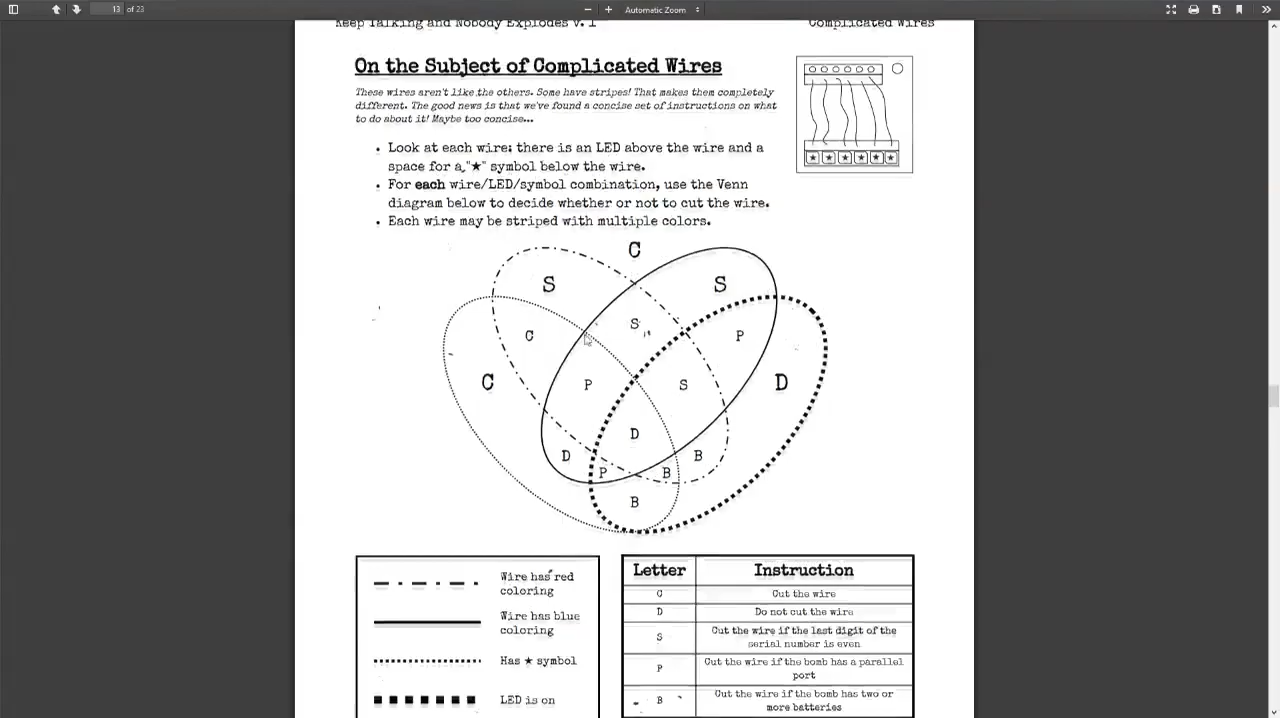 13 of 23
Automatic Zoom
Keep Talking and Nobody Explodes v. 1
Complicated Wires
On the Subject of Complicated Wires
These wires aren't like the others. Some have stripes! That makes them completely
different. The good news is that we've found a concise set of instructions on what
to do about it! Maybe too concise...
• Look at each wire: there is an LED above the wire and a
space for a "★" symbol below the wire.
• For each wire/LED/symbol combination, use the Venn
diagram below to decide whether or not to cut the wire.
• Each wire may be striped with multiple colors.
C
S S
S
C P
P S
C D
D
D B
P B
B
Wire has red
coloring
Wire has blue
coloring
Has ★ symbol
LED is on
Letter Instruction
C Cut the wire
D Do not cut the wire
S Cut the wire if the last digit of the
serial number is even
P Cut the wire if the bomb has a parallel
port
B Cut the wire if the bomb has two or
more batteries